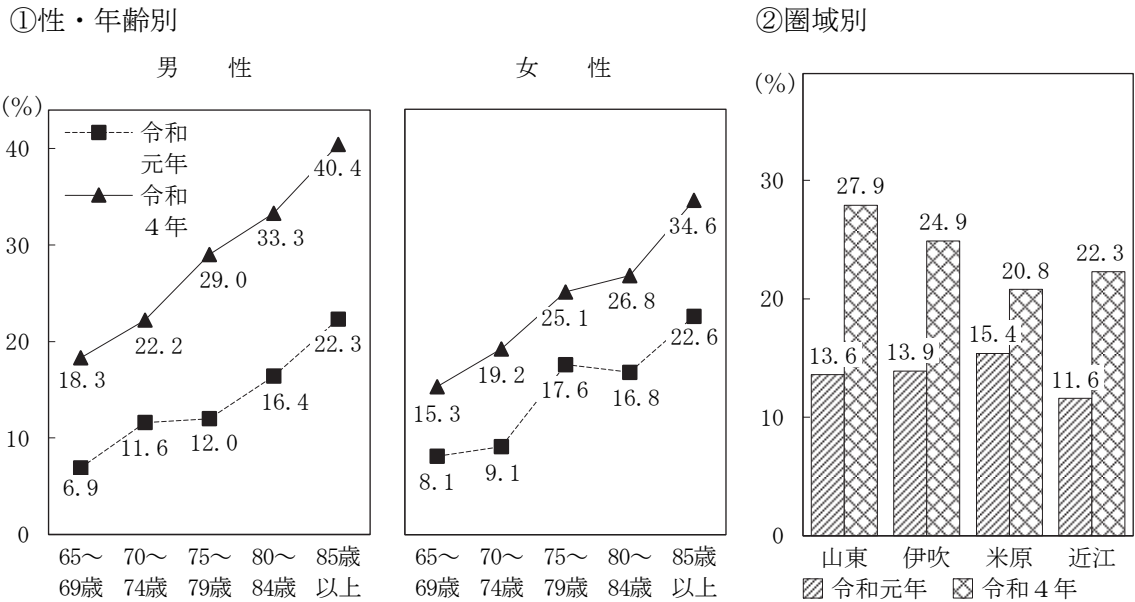 ①性・年齢別
男　性
(%)
40
30
20
10
0
令和
元年
令和
４年
18.3
22.2
29.0
33.3
40.4
6.9
11.6
12.0
16.4
22.3
65～
69歳
70～
74歳
75～
79歳
80～
84歳
85歳
以上
女　性
15.3
19.2
25.1
26.8
34.6
8.1
9.1
17.6
16.8
22.6
65～
69歳
70～
74歳
75～
79歳
80～
84歳
85歳
以上
②圏域別
(%)
30
20
10
0
13.6
27.9
13.9
24.9
15.4
20.8
11.6
22.3
山東 伊吹 米原 近江
令和元年 令和４年